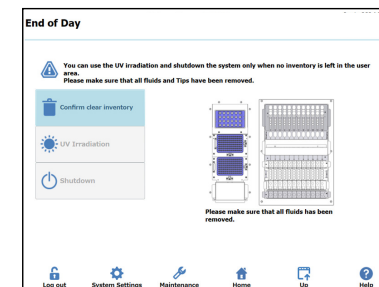 End of Day
You can use the UV irradiation and shutdown the system only when no inventory is left in the user
area.
Please make sure that all fluids and Tips have been removed.
Confirm clear inventory
UV Irradiation
Shutdown
Please make sure that all fluids has been
removed.
Log out
System Settings
Maintenance
Home
Up
Help